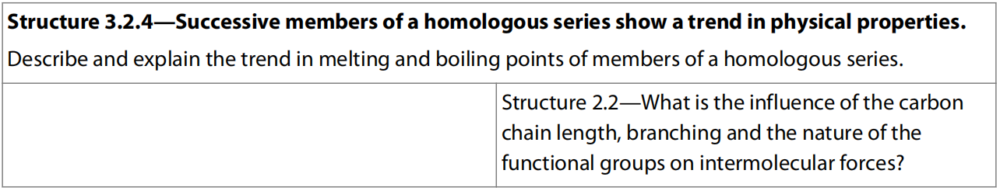 Structure 3.2.4—Successive members of a homologous series show a trend in physical properties.
Describe and explain the trend in melting and boiling points of members of a homologous series.
Structure 2.2—What is the influence of the carbon
chain length, branching and the nature of the
functional groups on intermolecular forces?